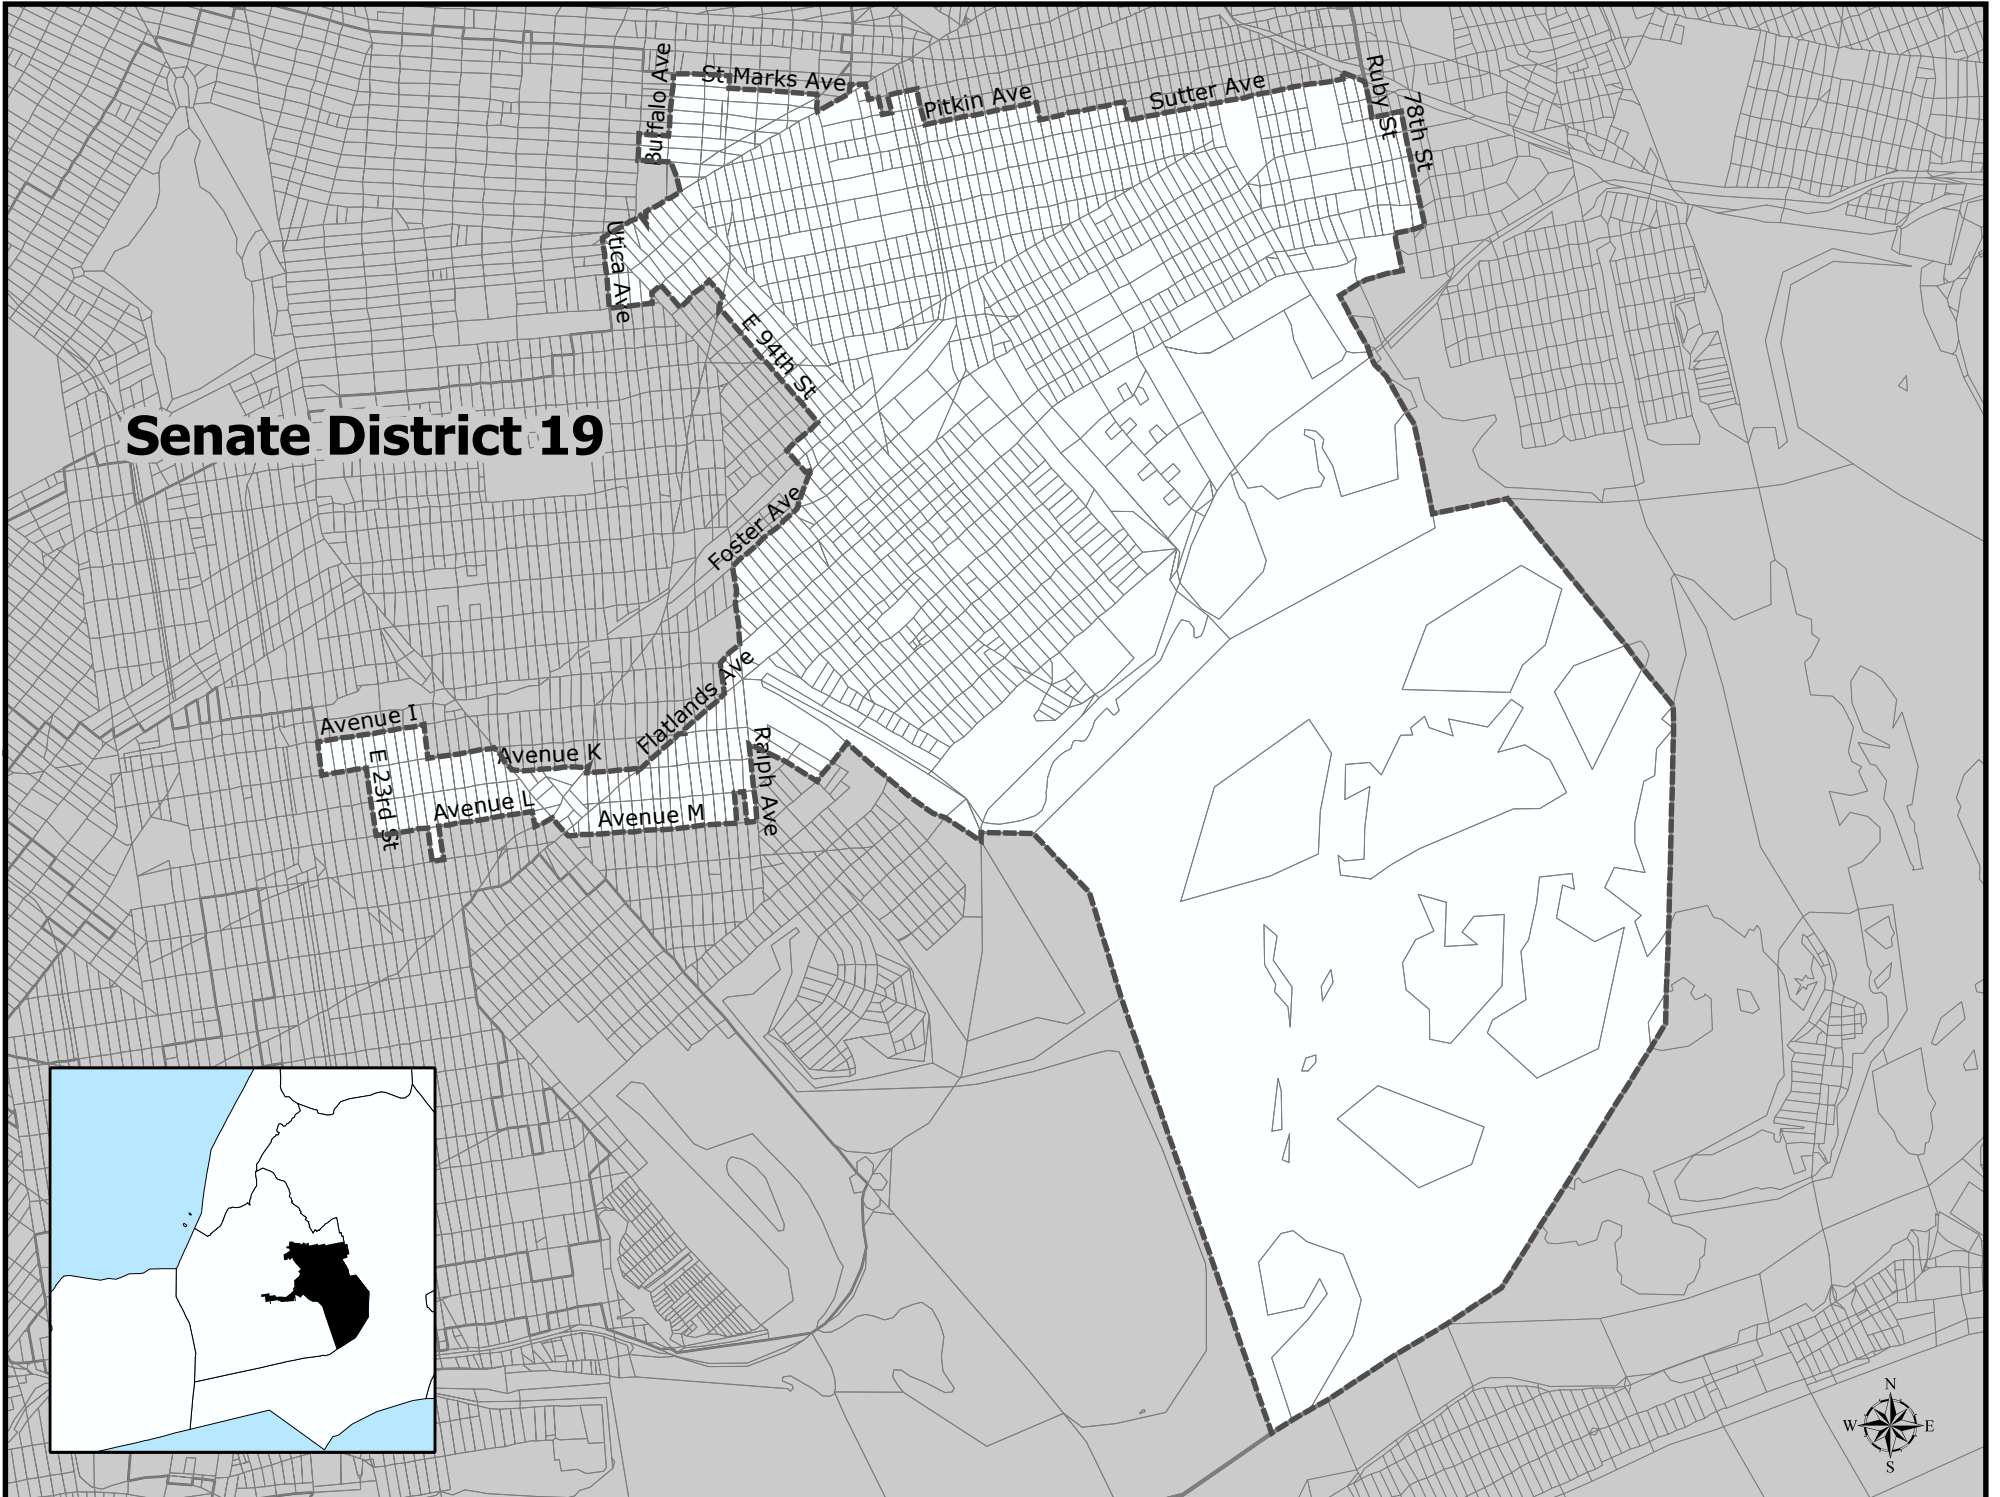 Buffalo Ave
St Marks Ave
Pitkin Ave
Sutter Ave
Ruby St
78th St
Utica Ave
E 94th St
Senate District 19
Foster Ave
Flatlands Ave
Avenue I
Avenue K
E 23rd St
Avenue L
Avenue M
Ralph Ave
N
W
E
S